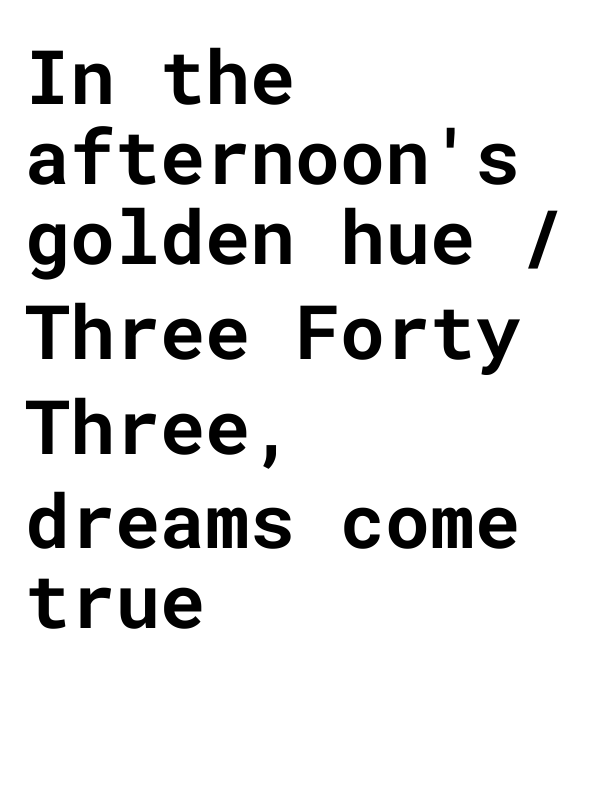 In the
afternoon's
golden hue /
Three Forty
Three,
dreams come
true